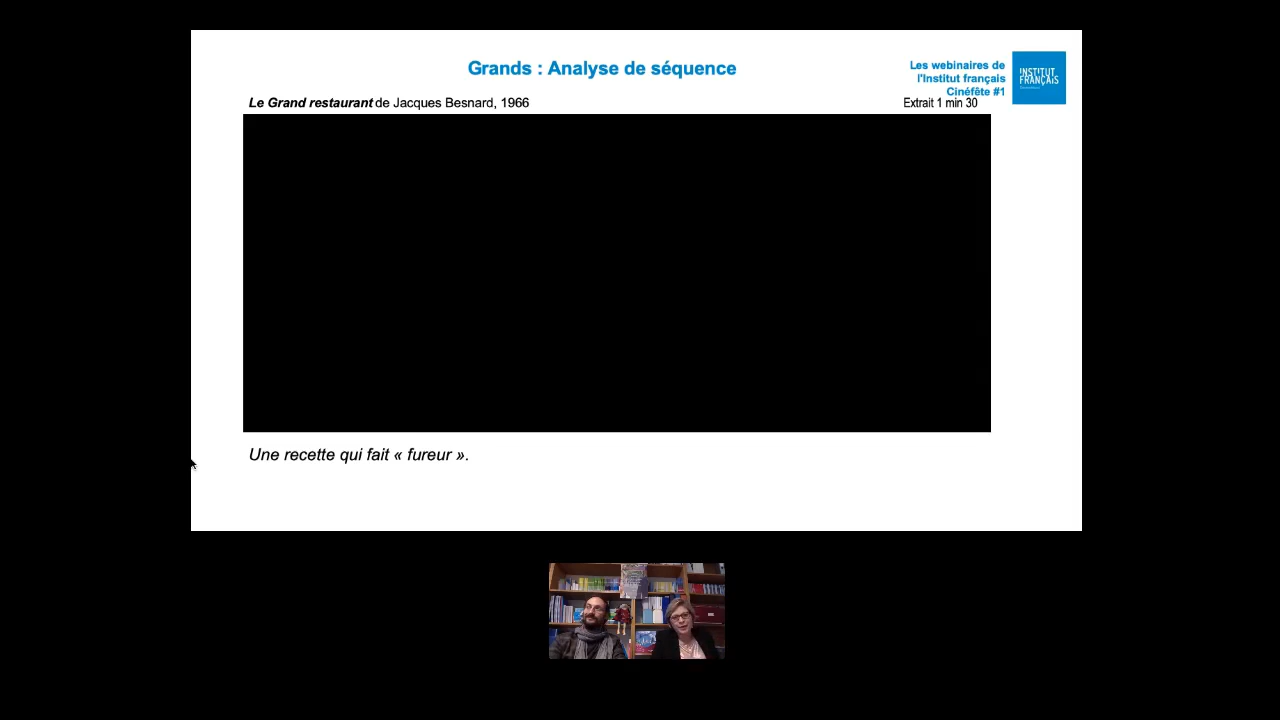 Grands : Analyse de séquence
Les webinaires de
l'Institut français
Cinéfête #1
INSTITUT
FRANÇAIS
Le Grand restaurant de Jacques Besnard, 1966
Extrait 1 min 30
Une recette qui fait « fureur ».